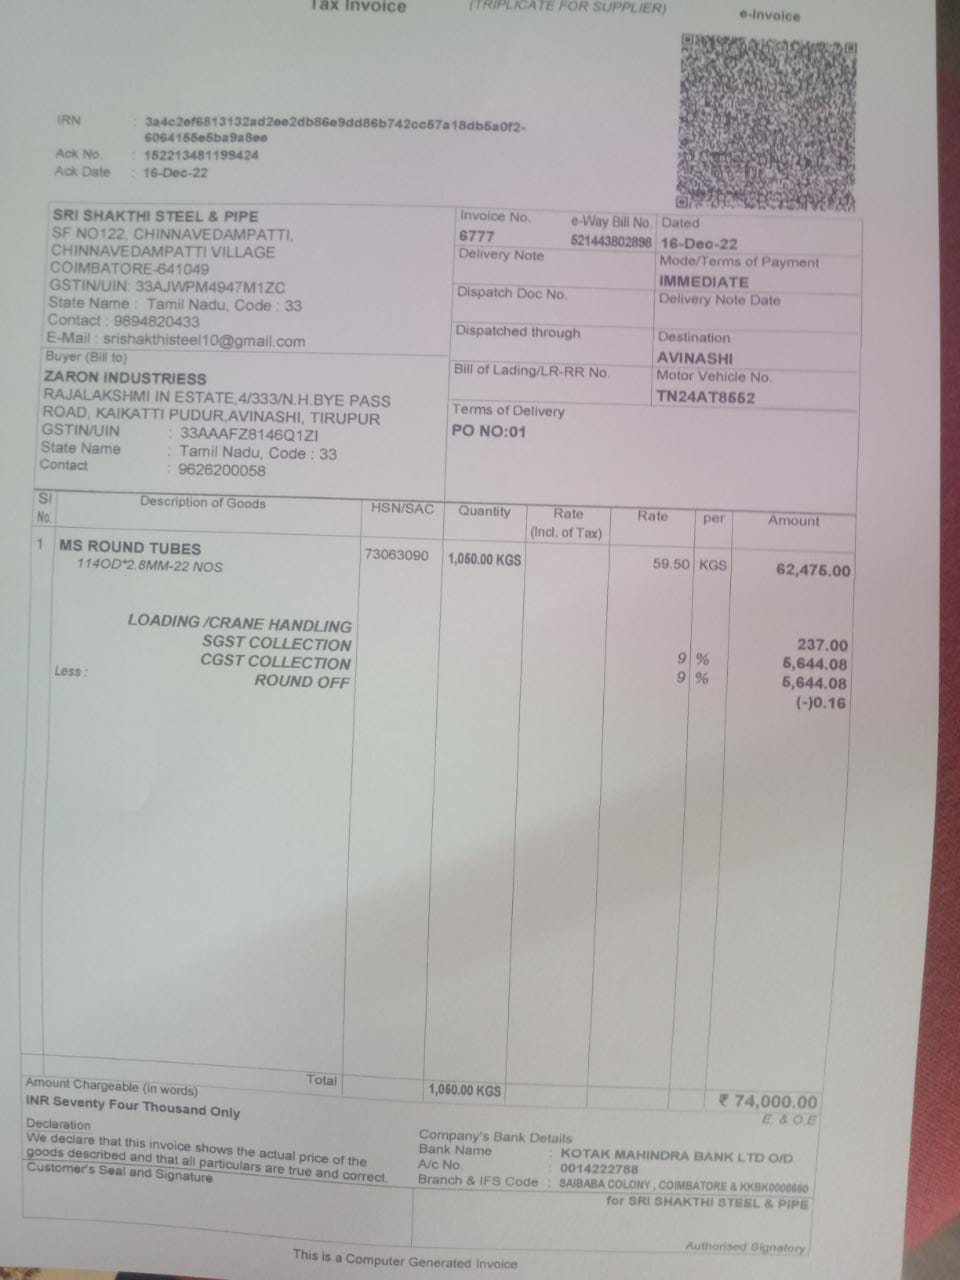 Tax Invoice
(TRIPLICATE FOR SUPPLIER)
e-Invoice
IRN : 3a4c2ef6813132ad2ee2db86e9dd86b742cc57a18db5a0f2-
6064155e5ba9a8ee
Ack No. : 152213481199424
Ack Date : 16-Dec-22
SRI SHAKTHI STEEL & PIPE
SF NO122, CHINNAVEDAMPATTI,
CHINNAVEDAMPATTI VILLAGE
COIMBATORE-641049
GSTIN/UIN: 33AJWPM4947M1ZC
State Name : Tamil Nadu, Code : 33
Contact : 9894820433
E-Mail : srishakthisteel10@gmail.com
Invoice No. e-Way Bill No. Dated
6777 521443802898 16-Dec-22
Delivery Note Mode/Terms of Payment
IMMEDIATE
Dispatch Doc No. Delivery Note Date
Dispatched through Destination
AVINASHI
Bill of Lading/LR-RR No. Motor Vehicle No.
TN24AT8552
Terms of Delivery
PO NO:01
Buyer (Bill to)
ZARON INDUSTRIESS
RAJALAKSHMI IN ESTATE,4/333/N.H.BYE PASS
ROAD, KAIKATTI PUDUR,AVINASHI, TIRUPUR
GSTIN/UIN : 33AAAFZ8146Q1ZI
State Name : Tamil Nadu, Code : 33
Contact : 9626200058
Sl No. Description of Goods HSN/SAC Quantity Rate (Incl. of Tax) Rate per Amount
1 MS ROUND TUBES 73063090 1,050.00 KGS 59.50 KGS 62,475.00
114OD*2.8MM-22 NOS
LOADING /CRANE HANDLING 237.00
SGST COLLECTION 9 % 5,644.08
CGST COLLECTION 9 % 5,644.08
Less : ROUND OFF (-)0.16
Total 1,050.00 KGS ₹ 74,000.00
Amount Chargeable (in words) E. & O.E
INR Seventy Four Thousand Only
Declaration
We declare that this invoice shows the actual price of the
goods described and that all particulars are true and correct.
Company's Bank Details
Bank Name : KOTAK MAHINDRA BANK LTD O/D
A/c No. : 0014222788
Branch & IFS Code : SAIBABA COLONY , COIMBATORE &
Customer's Seal and Signature
for SRI SHAKTHI STEEL & PIPE
Authorised Signatory
This is a Computer Generated Invoice